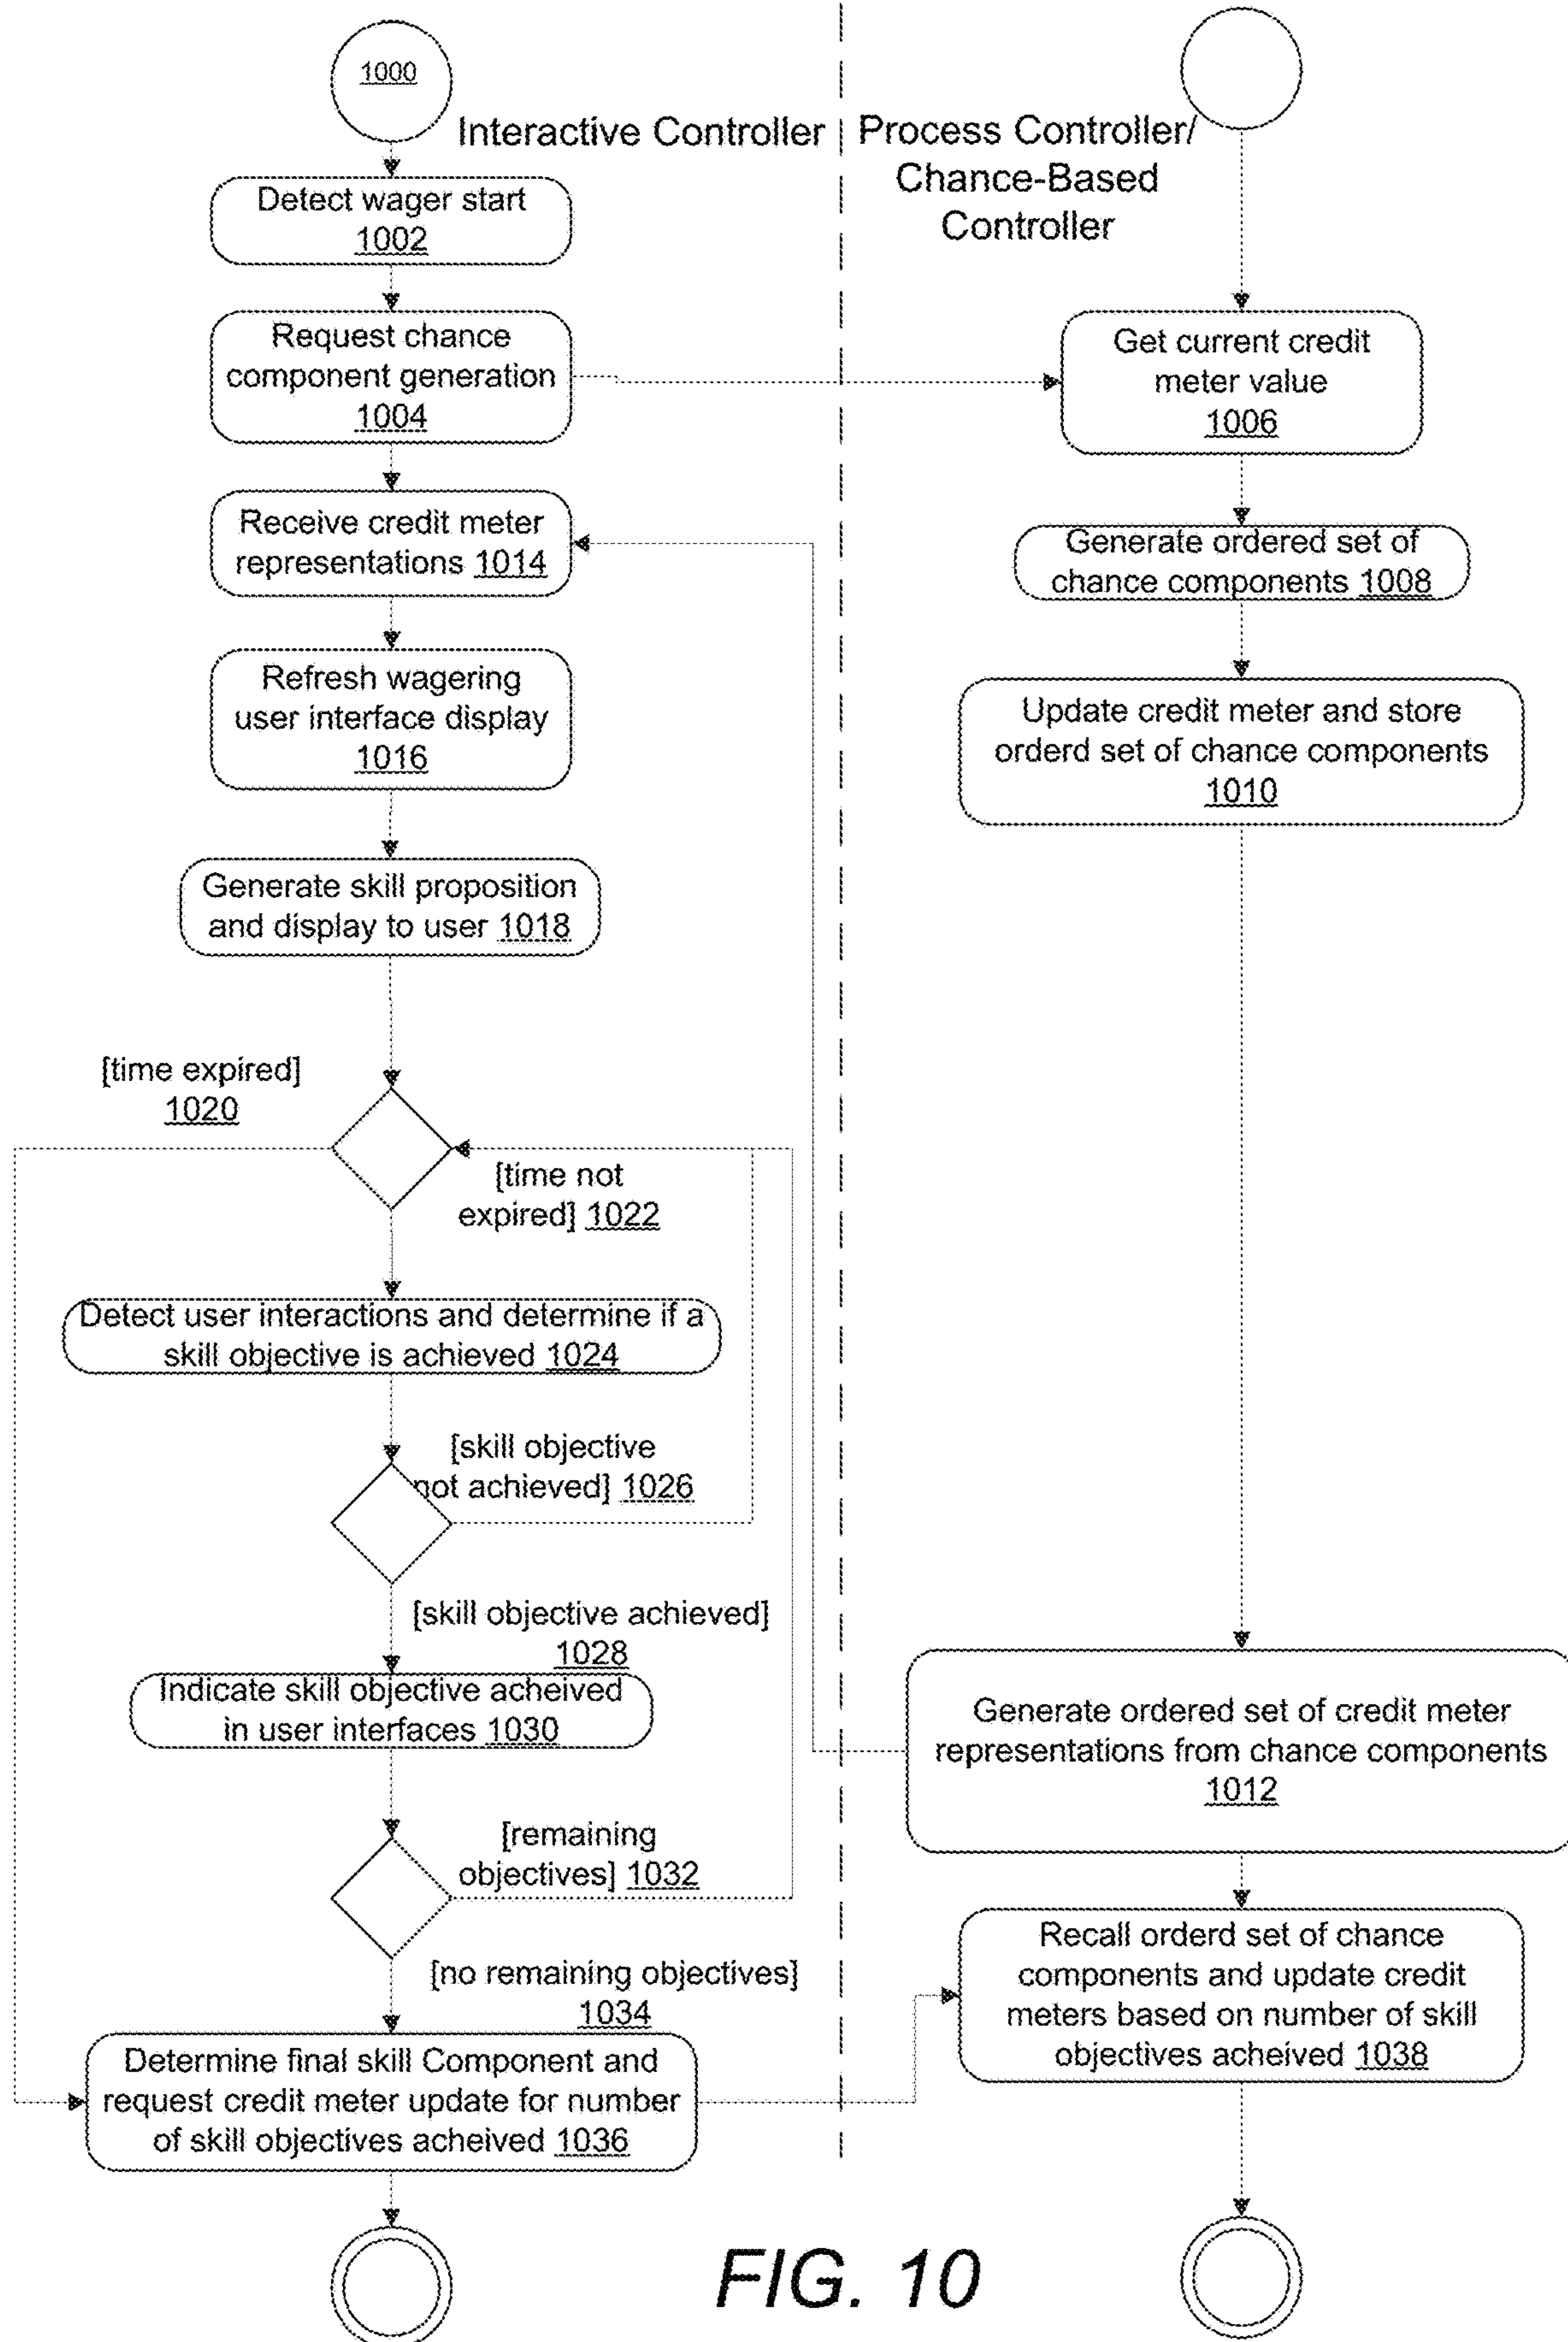 1000
Interactive Controller
Process Controller/
Chance-Based
Controller
Detect wager start
1002
Request chance
component generation
1004
Get current credit
meter value
1006
Receive credit meter
representations 1014
Generate ordered set of
chance components 1008
Refresh wagering
user interface display
1016
Update credit meter and store
orderd set of chance components
1010
Generate skill proposition
and display to user 1018
[time expired]
1020
[time not
expired] 1022
Detect user interactions and determine if a
skill objective is achieved 1024
[skill objective
not achieved] 1026
[skill objective achieved]
1028
Indicate skill objective acheived
in user interfaces 1030
Generate ordered set of credit meter
representations from chance components
1012
[remaining
objectives] 1032
[no remaining objectives]
1034
Recall orderd set of chance
components and update credit
meters based on number of skill
objectives acheived 1038
Determine final skill Component and
request credit meter update for number
of skill objectives acheived 1036
FIG. 10